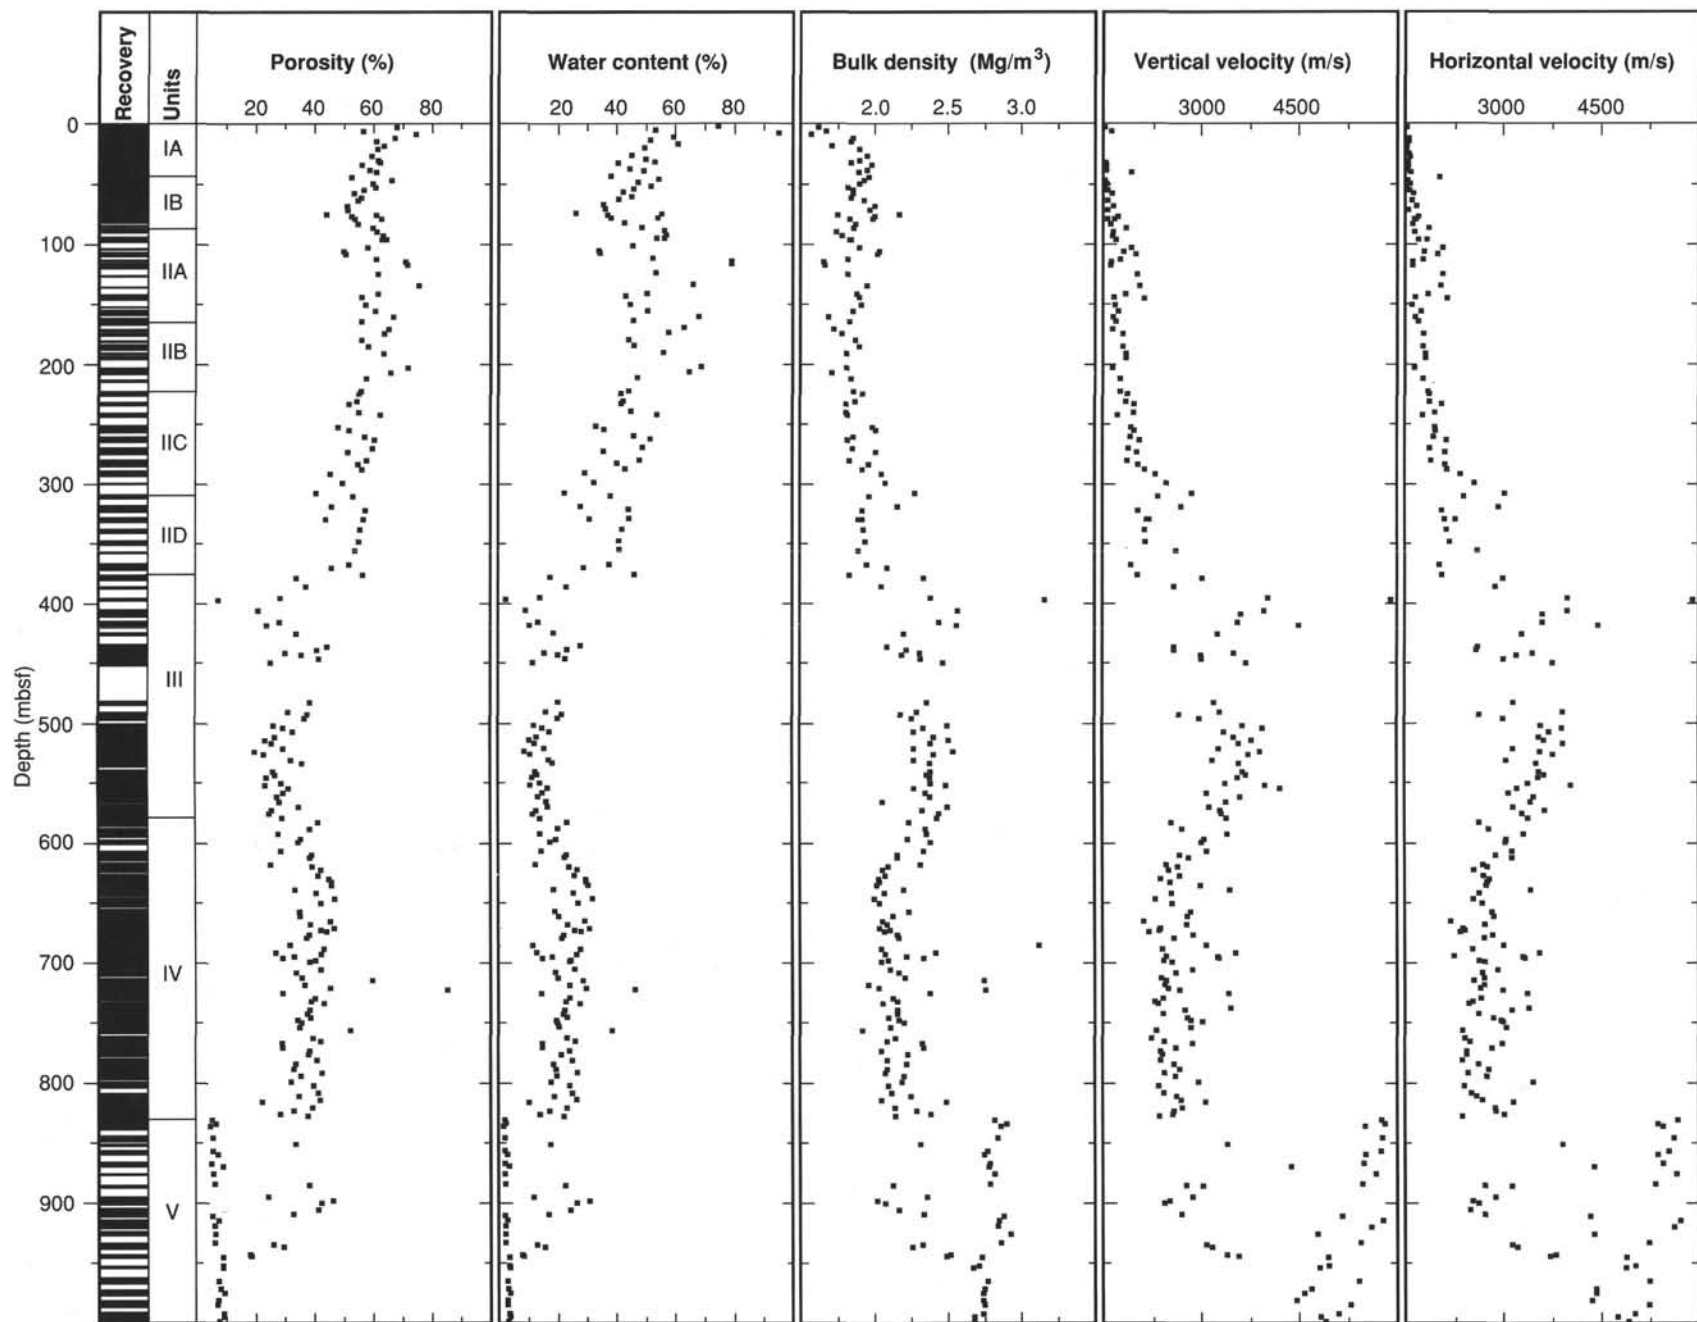 Recovery
Units
Porosity (%)
Water content (%)
Bulk density (Mg/m³)
Vertical velocity (m/s)
Horizontal velocity (m/s)
20 40 60 80
20 40 60 80
2.0 2.5 3.0
3000 4500
3000 4500
Depth (mbsf)
0
100
200
300
400
500
600
700
800
900
IA
IB
IIA
IIB
IIC
IID
III
IV
V